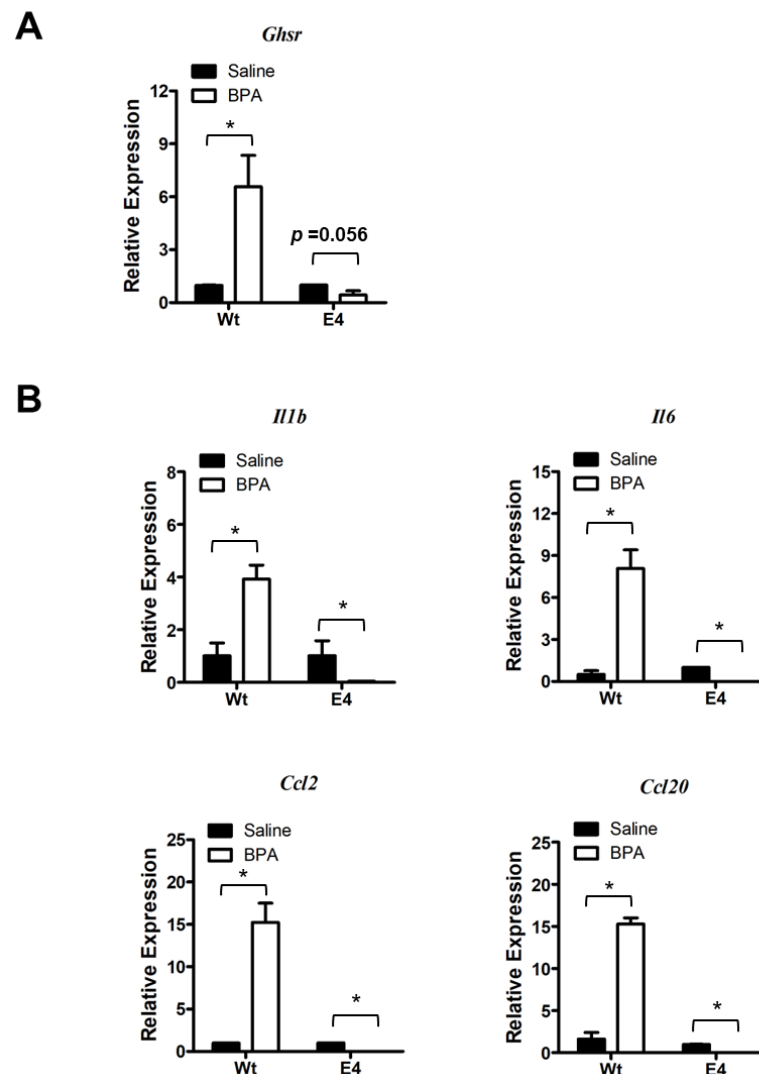 A
Ghsr
Saline
BPA
12
9
6
3
0
Relative Expression
*
p =0.056
Wt
E4
B
Il1b
Saline
BPA
8
6
4
2
0
Relative Expression
*
*
Wt
E4
Il6
Saline
BPA
15
12
9
6
3
0
Relative Expression
*
*
Wt
E4
Ccl2
Saline
BPA
25
20
15
10
5
0
Relative Expression
*
*
Wt
E4
Ccl20
Saline
BPA
25
20
15
10
5
0
Relative Expression
*
*
Wt
E4